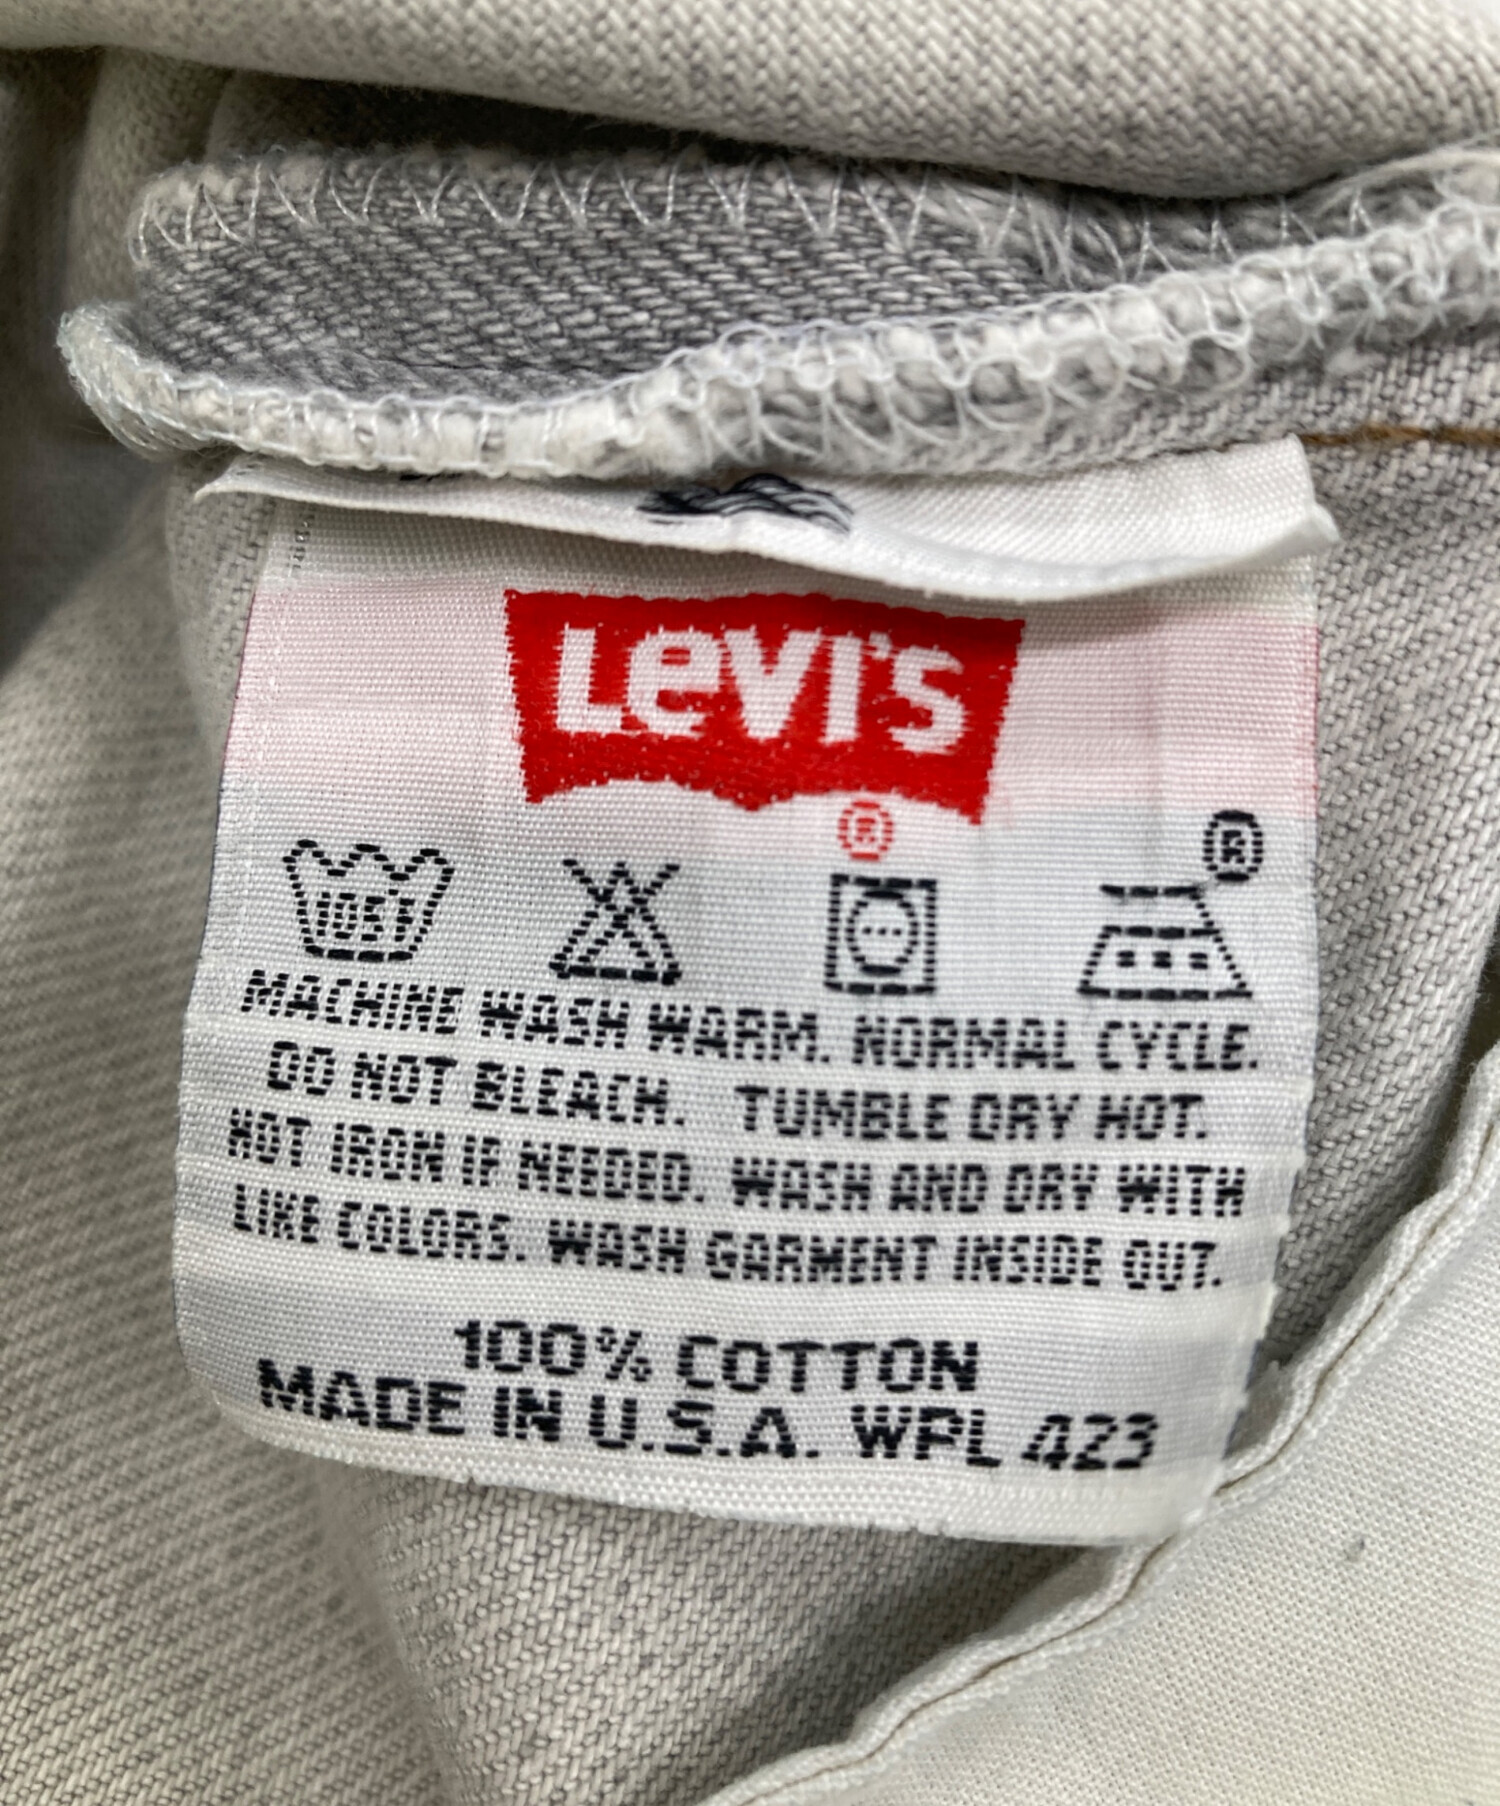 LEVI'S
®
®
105F
MACHINE WASH WARM. NORMAL CYCLE.
DO NOT BLEACH. TUMBLE DRY HOT.
HOT IRON IF NEEDED. WASH AND DRY WITH
LIKE COLORS. WASH GARMENT INSIDE OUT.
100% COTTON
MADE IN U.S.A. WPL 423